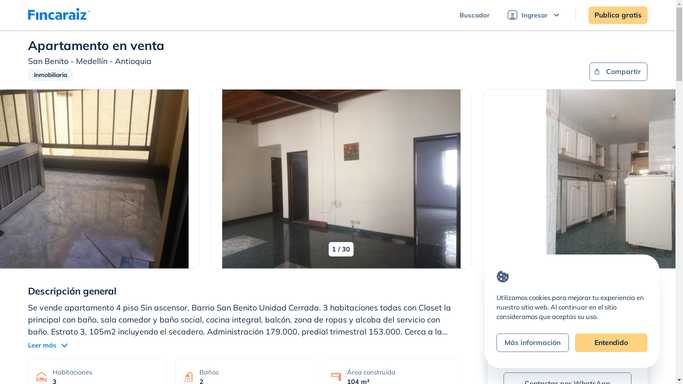 Fincaraiz
Buscador
Ingresar
Publica gratis
Apartamento en venta
San Benito - Medellín - Antioquia
Inmobiliaria
Compartir
1 / 30
Descripción general
Se vende apartamento 4 piso Sin ascensor, Barrio San Benito Unidad Cerrada. 3 habitaciones todas con Closet la
principal con baño, sala comedor y baño social, cocina integral, balcón, zona de ropas y alcoba del servicio con
baño. Estrato 3, 105m2 incluyendo el secadero. Administración 179.000, predial trimestral 153.000. Cerca a la...
Leer más
Utilizamos cookies para mejorar tu experiencia en
nuestro sitio web. Al continuar en el sitio
consideramos que aceptas su uso.
Más información
Entendido
Habitaciones
3
Baños
2
Área construida
104 m²
Contactar por WhatsApp